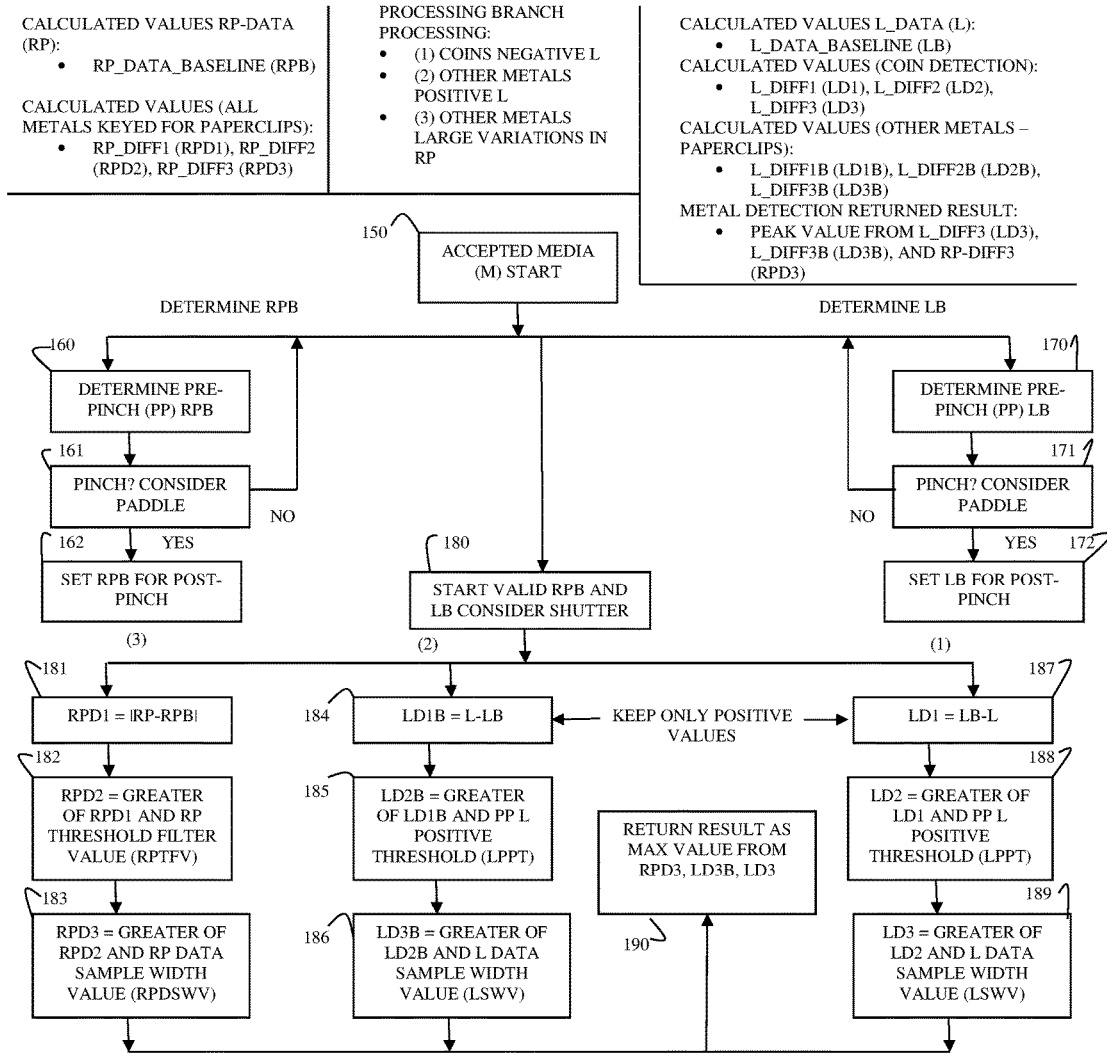 CALCULATED VALUES RP-DATA
(RP):
• RP_DATA_BASELINE (RPB)
CALCULATED VALUES (ALL
METALS KEYED FOR PAPERCLIPS):
• RP_DIFF1 (RPD1), RP_DIFF2
(RPD2), RP_DIFF3 (RPD3)
PROCESSING BRANCH
PROCESSING:
• (1) COINS NEGATIVE L
• (2) OTHER METALS
POSITIVE L
• (3) OTHER METALS
LARGE VARIATIONS IN
RP
CALCULATED VALUES L_DATA (L):
• L_DATA_BASELINE (LB)
CALCULATED VALUES (COIN DETECTION):
• L_DIFF1 (LD1), L_DIFF2 (LD2),
L_DIFF3 (LD3)
CALCULATED VALUES (OTHER METALS –
PAPERCLIPS):
• L_DIFF1B (LD1B), L_DIFF2B (LD2B),
L_DIFF3B (LD3B)
METAL DETECTION RETURNED RESULT:
• PEAK VALUE FROM L_DIFF3 (LD3),
L_DIFF3B (LD3B), AND RP-DIFF3
(RPD3)
150
ACCEPTED MEDIA
(M) START
DETERMINE RPB
DETERMINE LB
160
DETERMINE PRE-
PINCH (PP) RPB
161
PINCH? CONSIDER
PADDLE
NO
162
YES
SET RPB FOR POST-
PINCH
170
DETERMINE PRE-
PINCH (PP) LB
171
PINCH? CONSIDER
PADDLE
NO
YES
172
SET LB FOR POST-
PINCH
180
START VALID RPB AND
LB CONSIDER SHUTTER
(3)
(2)
(1)
181
RPD1 = |RP-RPB|
184
LD1B = L-LB
KEEP ONLY POSITIVE
VALUES
187
LD1 = LB-L
182
RPD2 = GREATER
OF RPD1 AND RP
THRESHOLD FILTER
VALUE (RPTFV)
185
LD2B = GREATER
OF LD1B AND PP L
POSITIVE
THRESHOLD (LPPT)
188
LD2 = GREATER OF
LD1 AND PP L
POSITIVE
THRESHOLD (LPPT)
183
RPD3 = GREATER OF
RPD2 AND RP DATA
SAMPLE WIDTH
VALUE (RPDSWV)
186
LD3B = GREATER OF
LD2B AND L DATA
SAMPLE WIDTH
VALUE (LSWV)
190
RETURN RESULT AS
MAX VALUE FROM
RPD3, LD3B, LD3
189
LD3 = GREATER OF
LD2 AND L DATA
SAMPLE WIDTH
VALUE (LSWV)